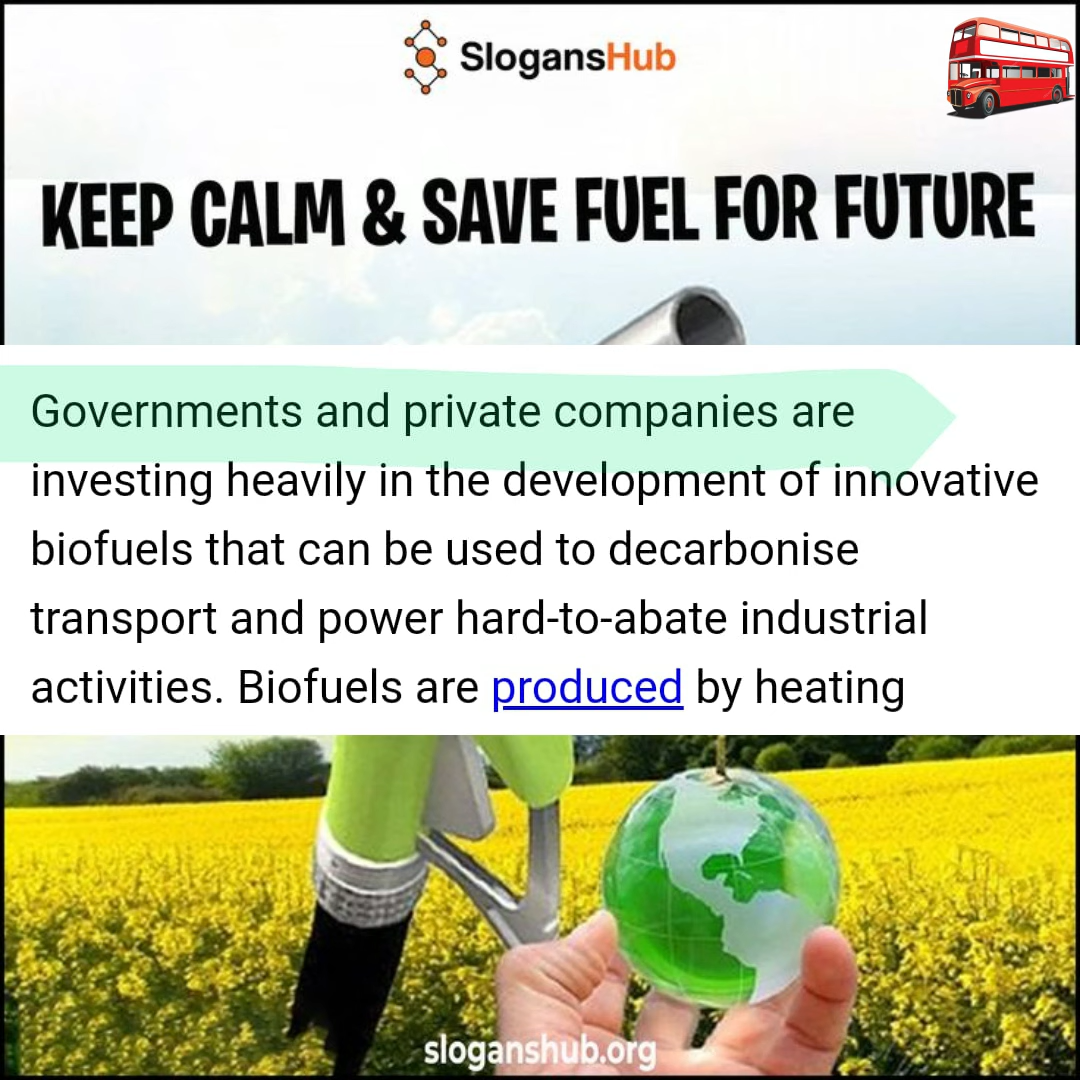 SlogansHub
KEEP CALM & SAVE FUEL FOR FUTURE
Governments and private companies are
investing heavily in the development of innovative
biofuels that can be used to decarbonise
transport and power hard-to-abate industrial
activities. Biofuels are produced by heating
sloganshub.org